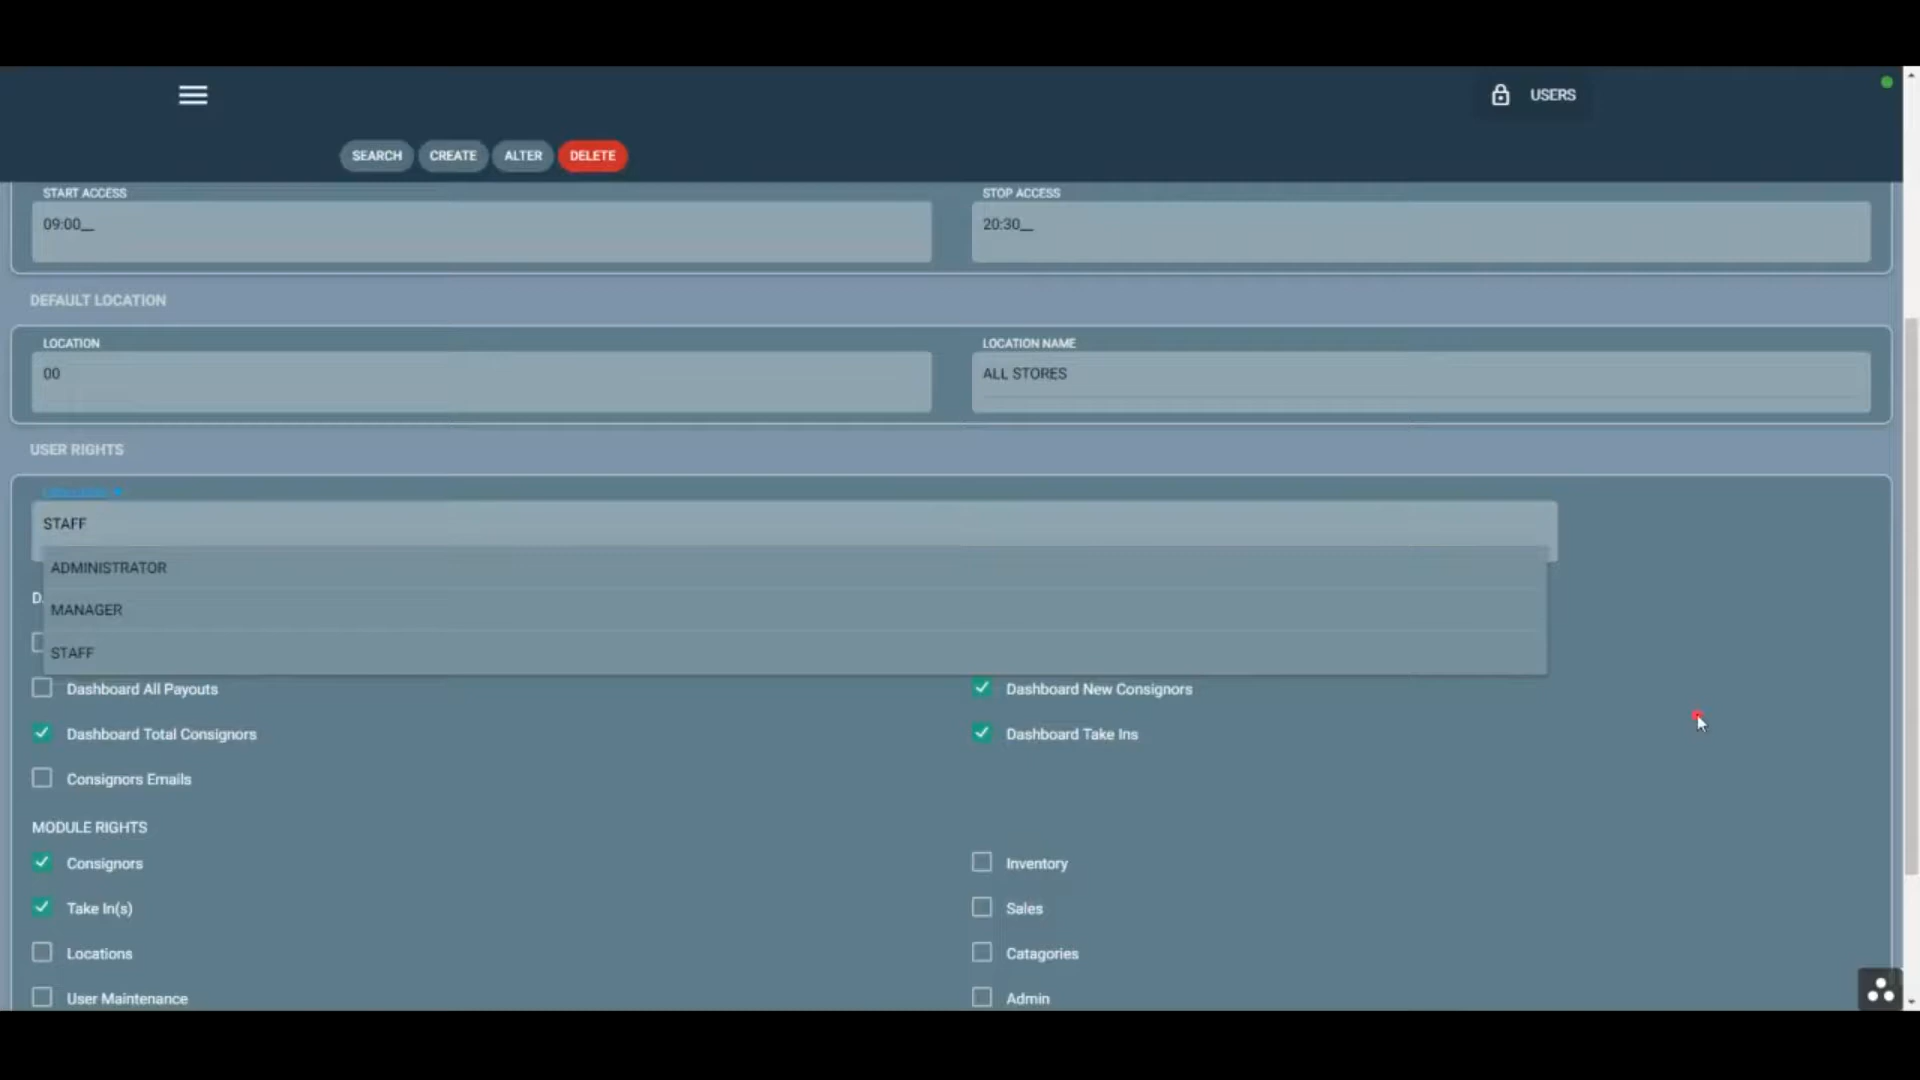 USERS
SEARCH CREATE ALTER DELETE
START ACCESS STOP ACCESS
09:00__ 20:30__
DEFAULT LOCATION
LOCATION LOCATION NAME
00 ALL STORES
USER RIGHTS
STAFF
ADMINISTRATOR
D
MANAGER
STAFF
Dashboard All Payouts Dashboard New Consignors
Dashboard Total Consignors Dashboard Take Ins
Consignors Emails
MODULE RIGHTS
Consignors Inventory
Take In(s) Sales
Locations Catagories
User Maintenance Admin